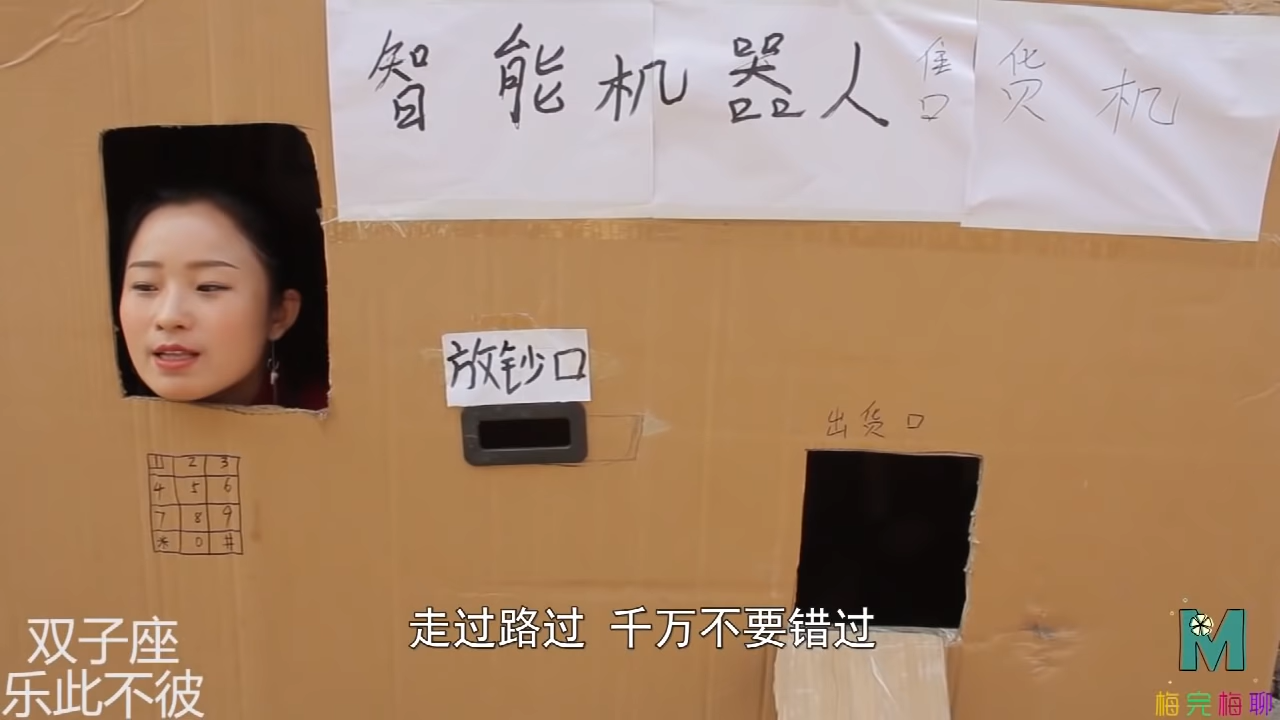 智能机器人售货机
放钞口
出货口
1 2 3
4 5 6
7 8 9
* 0 #
走过路过 千万不要错过
双子座
乐此不彼
M
梅完梅聊